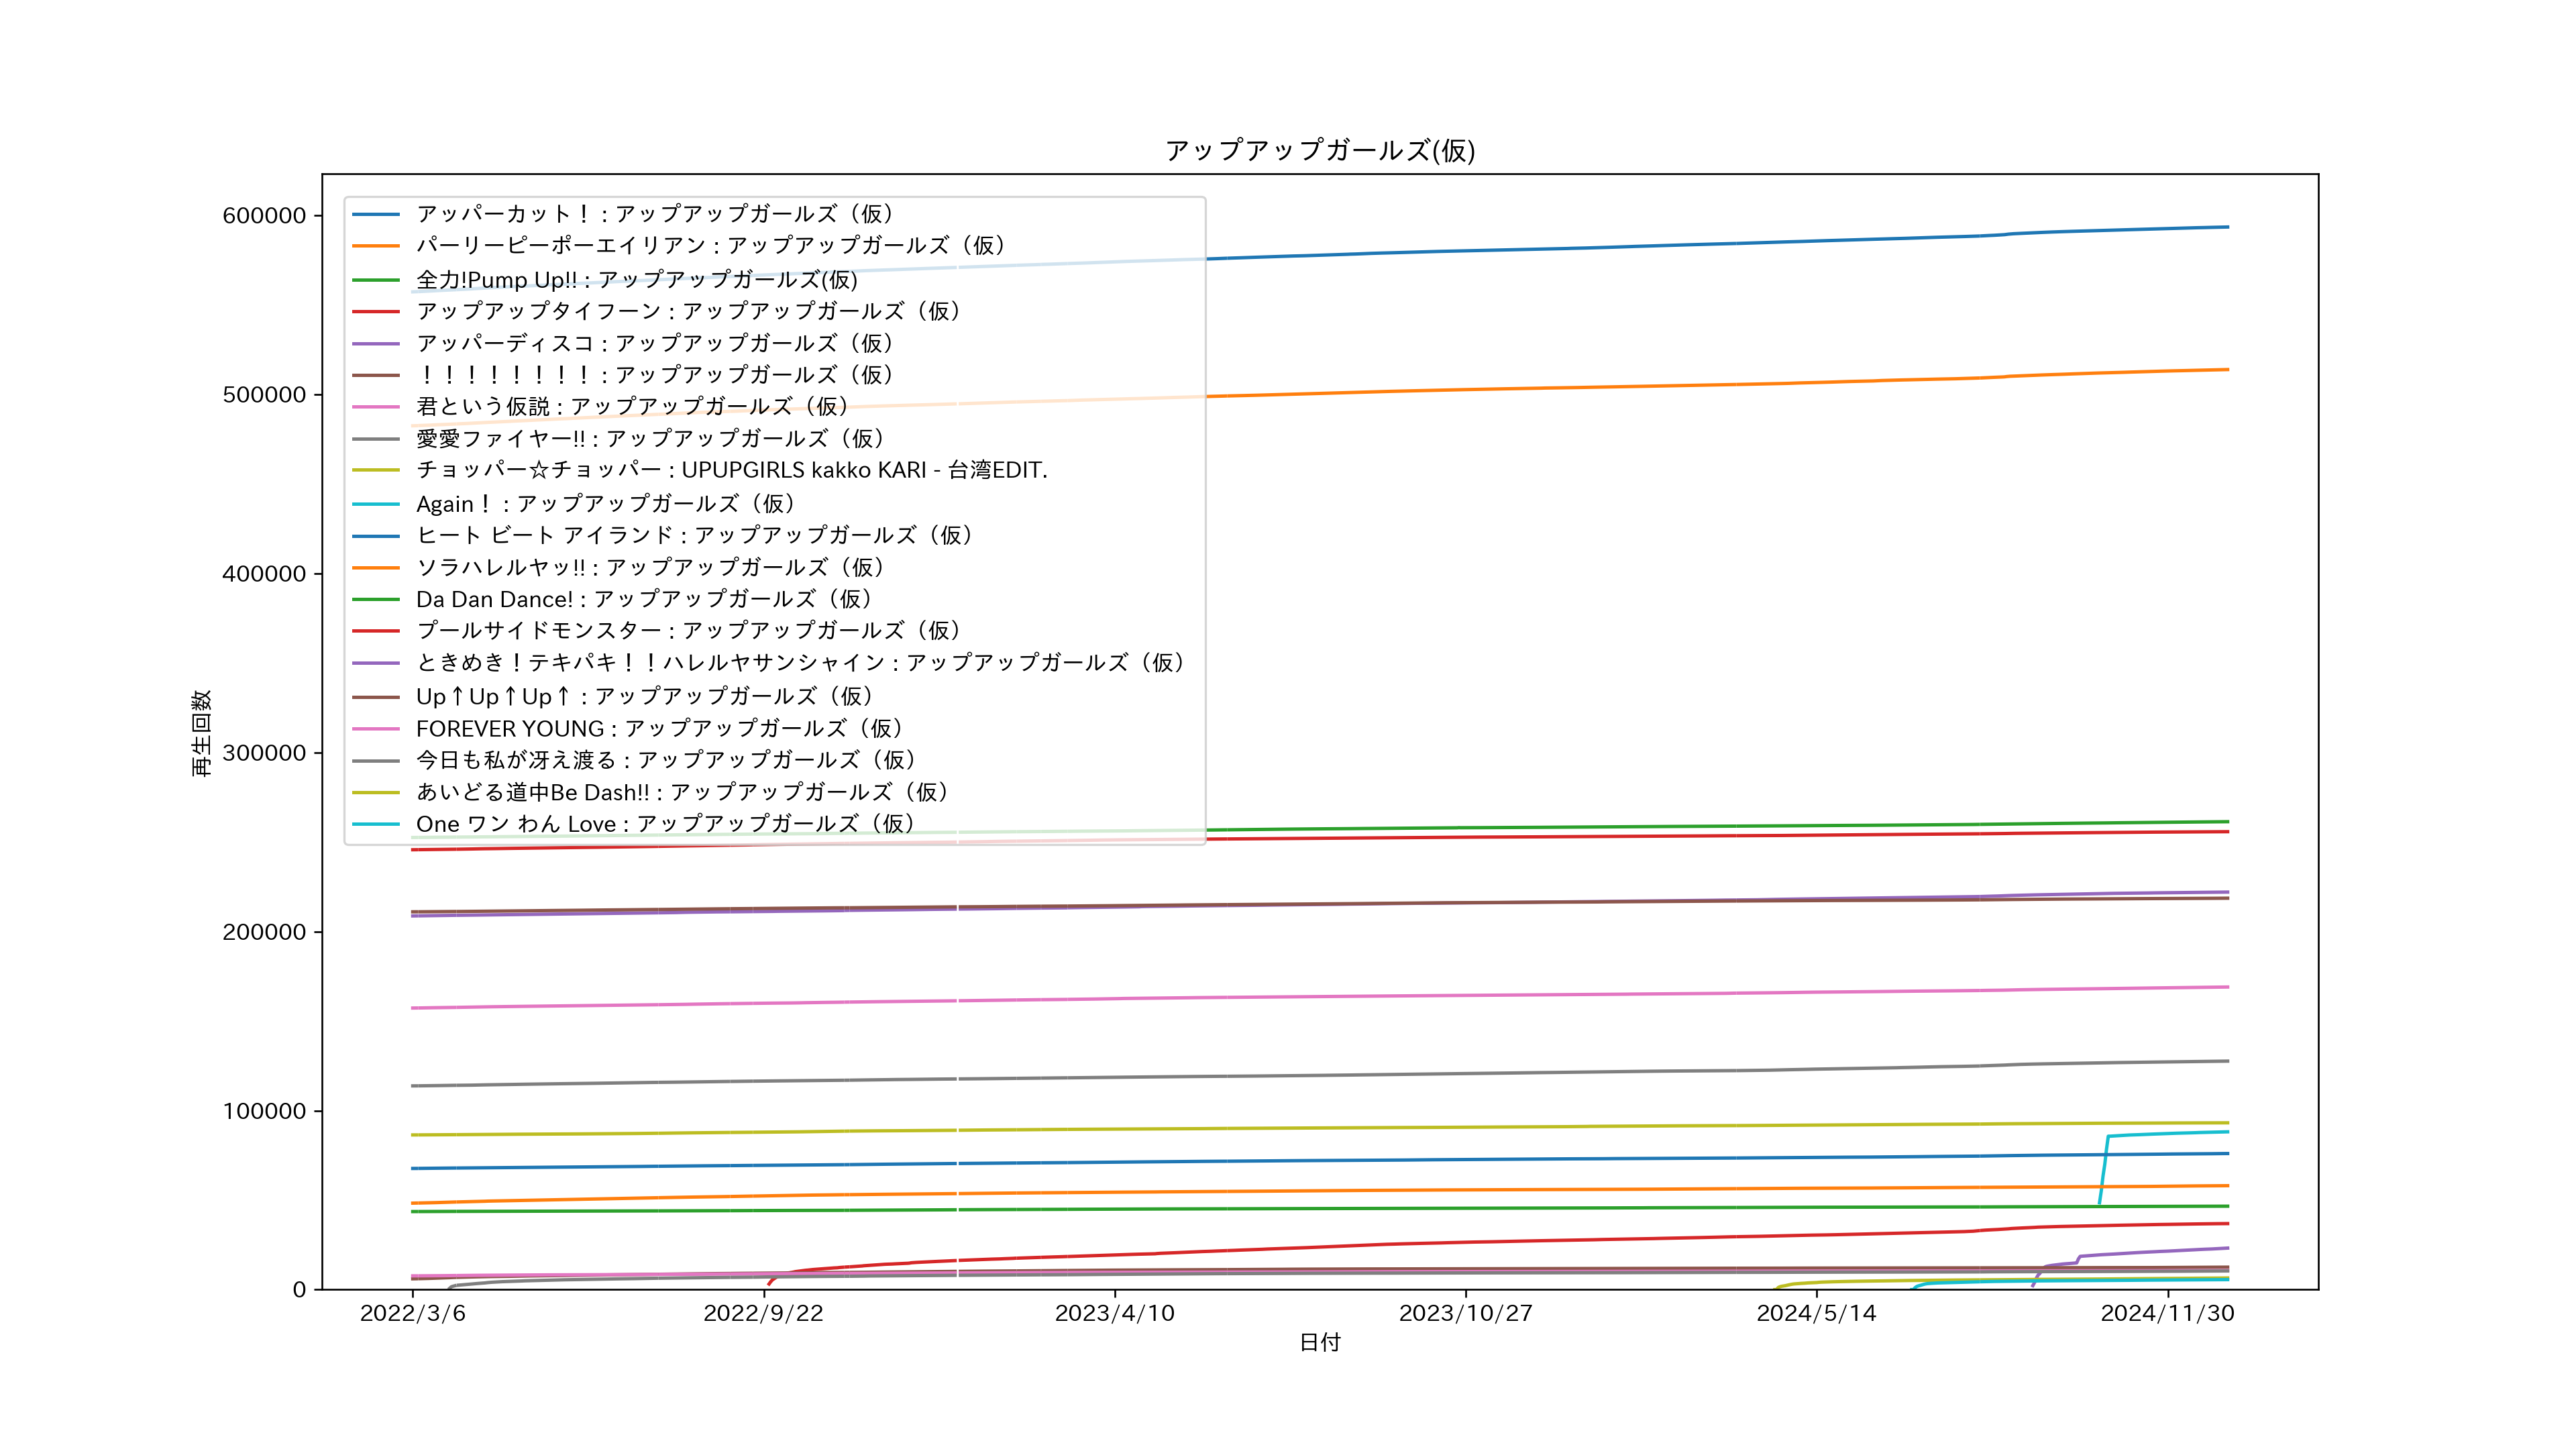 アップアップガールズ(仮)
600000
500000
400000
300000
200000
100000
0
再生回数
アッパーカット！ : アップアップガールズ（仮）
パーリーピーポーエイリアン : アップアップガールズ（仮）
全力!Pump Up!! : アップアップガールズ(仮)
アップアップタイフーン : アップアップガールズ（仮）
アッパーディスコ : アップアップガールズ（仮）
！！！！！！！！ : アップアップガールズ（仮）
君という仮説 : アップアップガールズ（仮）
愛愛ファイヤー!! : アップアップガールズ（仮）
チョッパー☆チョッパー : UPUPGIRLS kakko KARI - 台湾EDIT.
Again！ : アップアップガールズ（仮）
ヒート ビート アイランド : アップアップガールズ（仮）
ソラハレルヤッ!! : アップアップガールズ（仮）
Da Dan Dance! : アップアップガールズ（仮）
プールサイドモンスター : アップアップガールズ（仮）
ときめき！テキパキ！！ハレルヤサンシャイン : アップアップガールズ（仮）
Up↑Up↑Up↑ : アップアップガールズ（仮）
FOREVER YOUNG : アップアップガールズ（仮）
今日も私が冴え渡る : アップアップガールズ（仮）
あいどる道中Be Dash!! : アップアップガールズ（仮）
One ワン わん Love : アップアップガールズ（仮）
2022/3/6 2022/9/22 2023/4/10 2023/10/27 2024/5/14 2024/11/30
日付